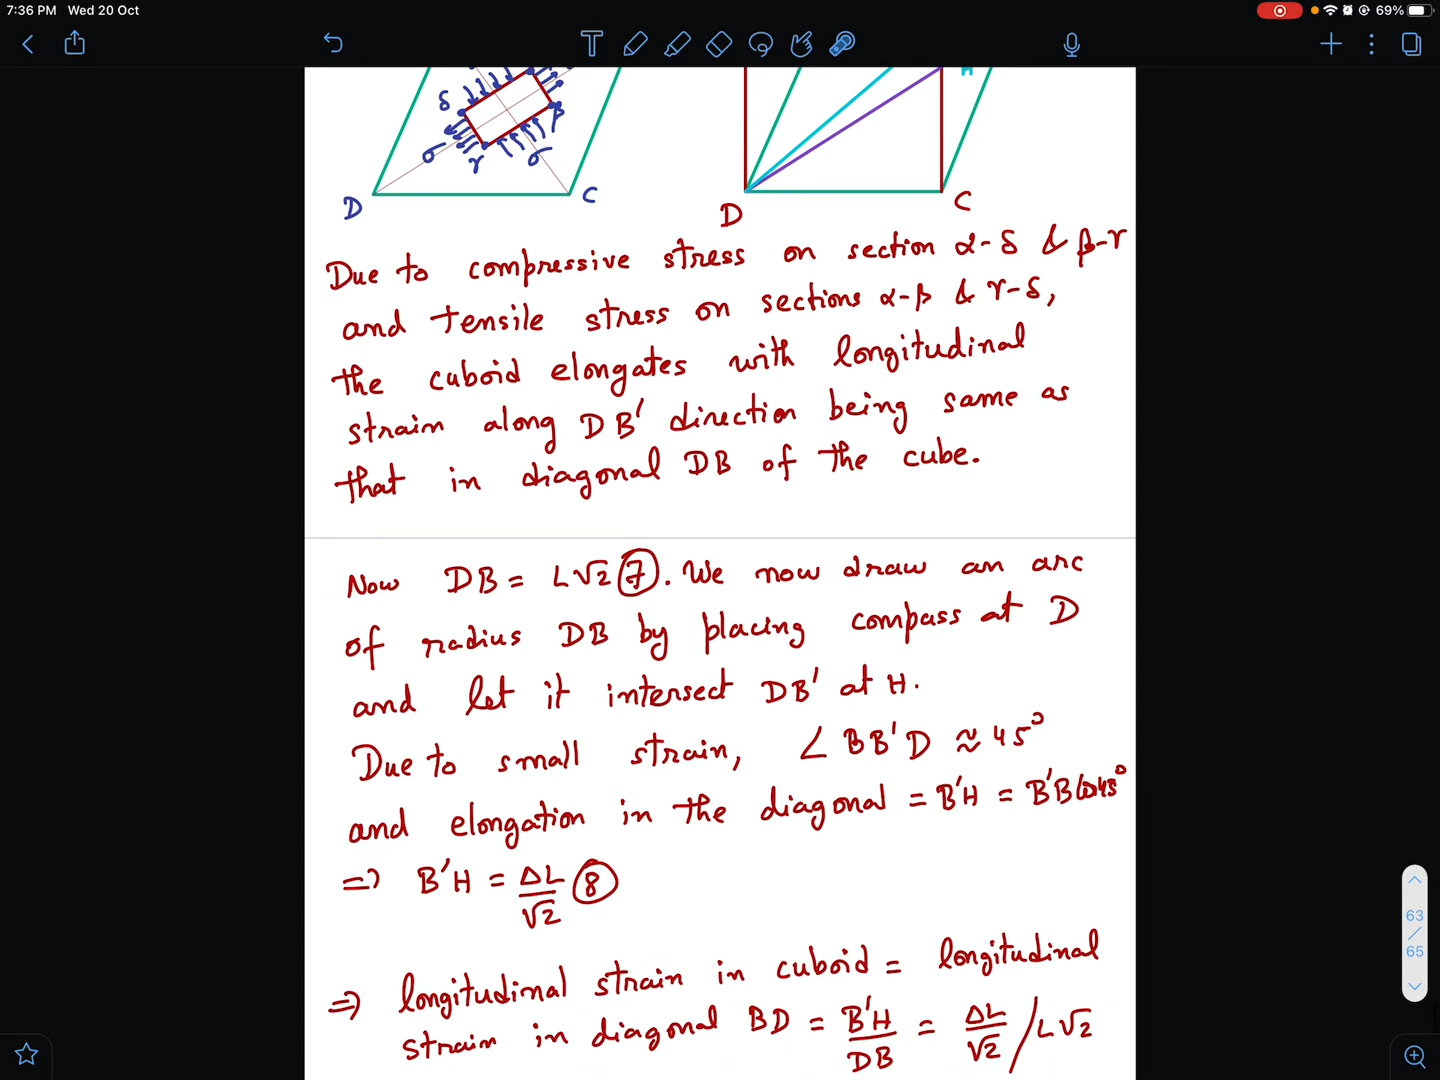 7:36 PM Wed 20 Oct
69%
δ
β
σ
γ
σ
D
C
H
D
C
Due to compressive stress on section α-δ & β-γ
and tensile stress on sections α-β & γ-δ,
the cuboid elongates with longitudinal
strain along DB' direction being same as
that in diagonal DB of the cube.
Now DB = L√2 ⑦. We now draw an arc
of radius DB by placing compass at D
and let it intersect DB' at H.
Due to small strain, ∠BB'D ≈ 45°
and elongation in the diagonal = B'H = B'B Cos45°
⇒ B'H = ΔL/√2 ⑧
⇒ longitudinal strain in cuboid = longitudinal
strain in diagonal BD = B'H/DB = ΔL/√2 / L√2
63
/
65